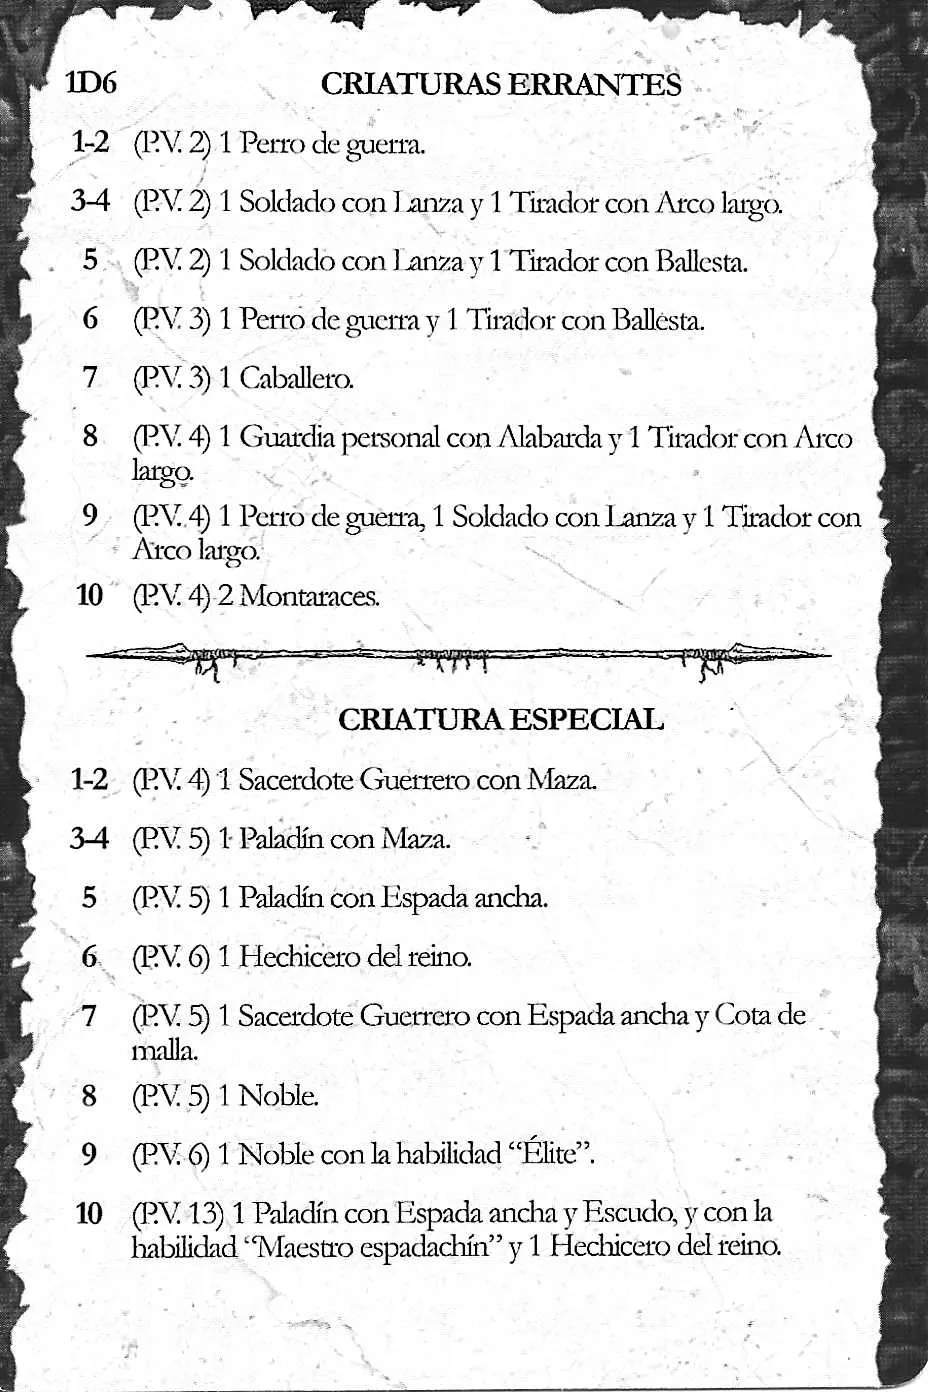 1D6 CRIATURAS ERRANTES
1-2 (P.V. 2) 1 Perro de guerra.
3-4 (P.V. 2) 1 Soldado con Lanza y 1 Tirador con Arco largo.
5 (P.V. 2) 1 Soldado con Lanza y 1 Tirador con Ballesta.
6 (P.V. 3) 1 Perro de guerra y 1 Tirador con Ballesta.
7 (P.V. 3) 1 Caballero.
8 (P.V. 4) 1 Guardia personal con Alabarda y 1 Tirador con Arco
largo.
9 (P.V. 4) 1 Perro de guerra, 1 Soldado con Lanza y 1 Tirador con
Arco largo.
10 (P.V. 4) 2 Montaraces.
CRIATURA ESPECIAL
1-2 (P.V. 4) 1 Sacerdote Guerrero con Maza.
3-4 (P.V. 5) 1 Paladín con Maza.
5 (P.V. 5) 1 Paladín con Espada ancha.
6 (P.V. 6) 1 Hechicero del reino.
7 (P.V. 5) 1 Sacerdote Guerrero con Espada ancha y Cota de
malla.
8 (P.V. 5) 1 Noble.
9 (P.V. 6) 1 Noble con la habilidad “Élite”.
10 (P.V. 13) 1 Paladín con Espada ancha y Escudo, y con la
habilidad “Maestro espadachín” y 1 Hechicero del reino.